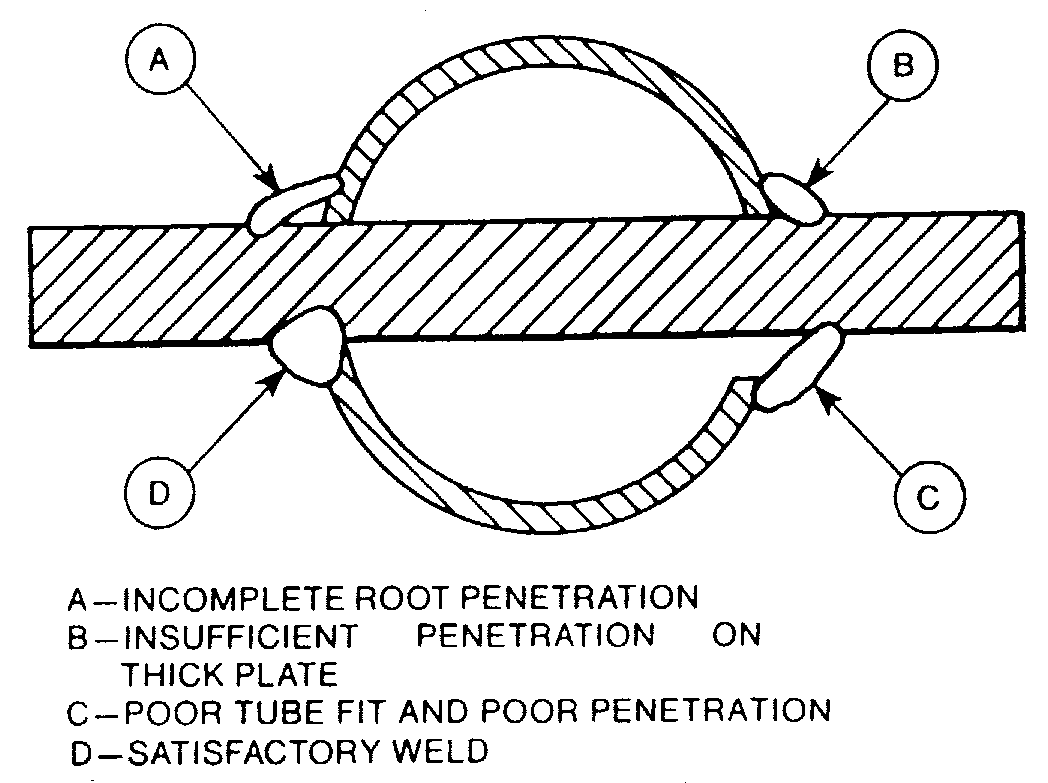 A
B
D
C
A–INCOMPLETE ROOT PENETRATION
B–INSUFFICIENT PENETRATION ON
THICK PLATE
C–POOR TUBE FIT AND POOR PENETRATION
D–SATISFACTORY WELD